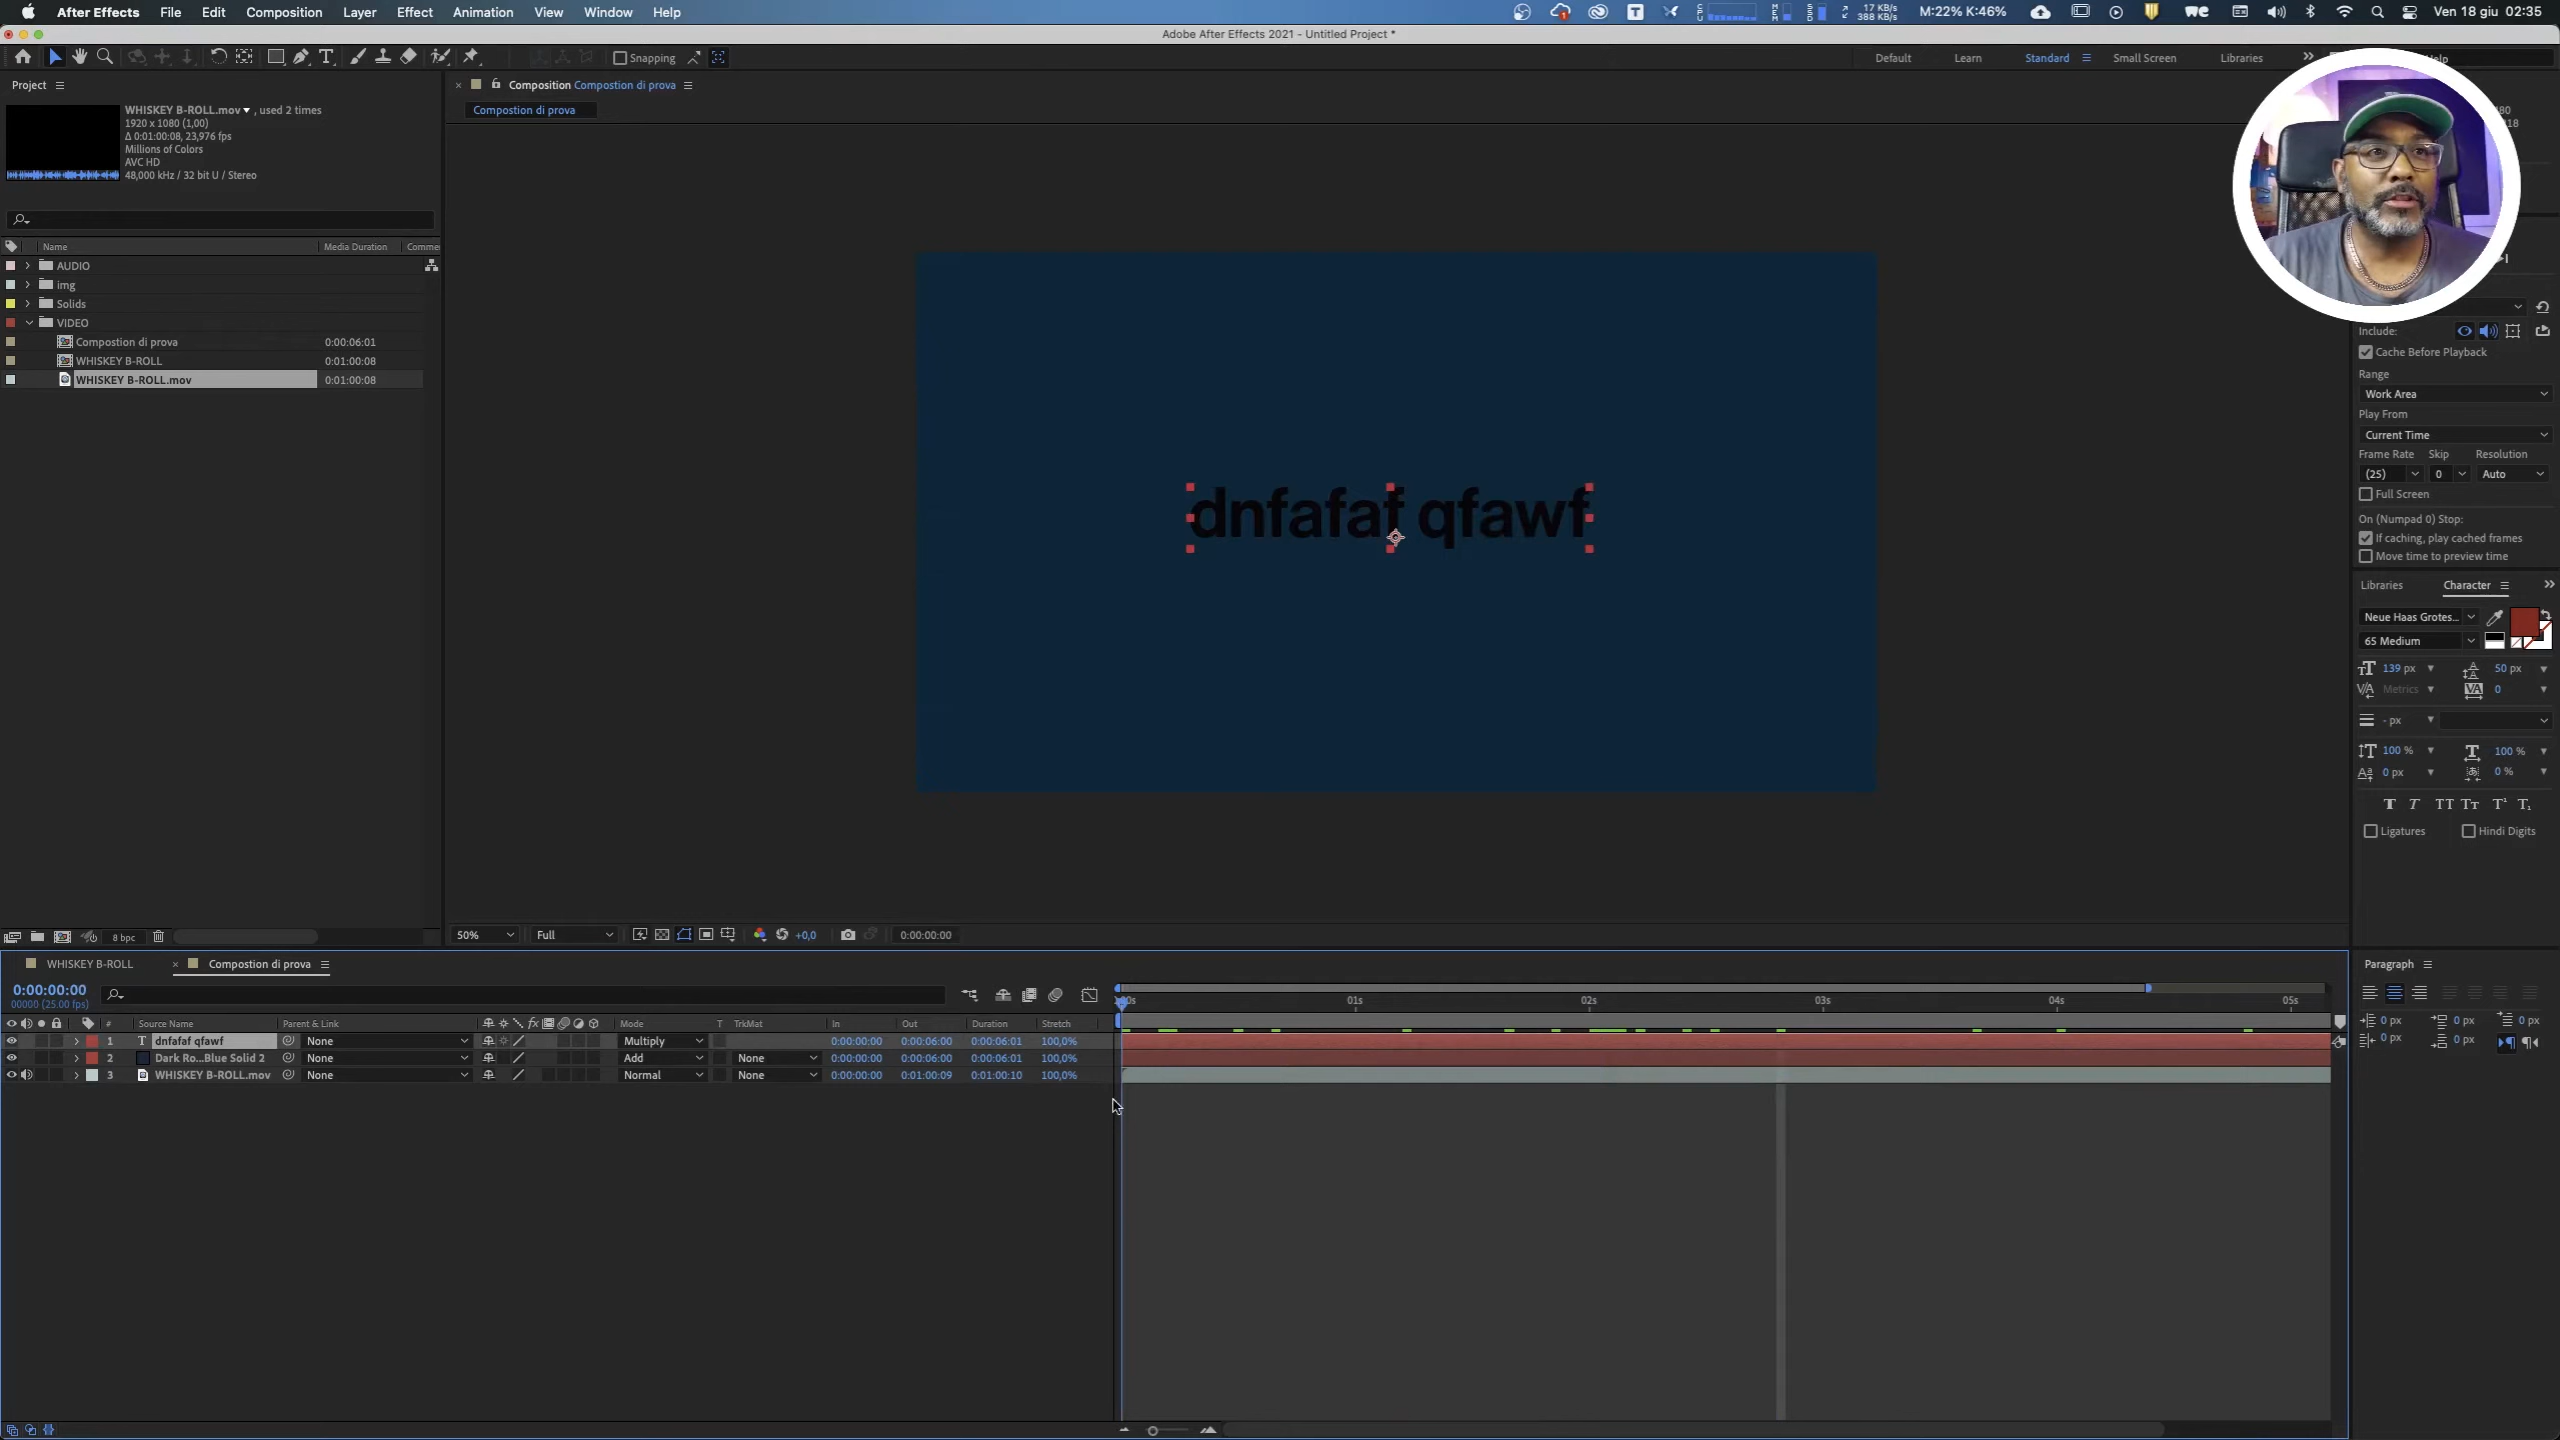 After Effects File Edit Composition Layer Effect Animation View Window Help
17 KB/s
388 KB/s
M:22% K:46%
Ven 18 giu 02:35
Adobe After Effects 2021 - Untitled Project *
Snapping
Default Learn Standard Small Screen Libraries
Project
Composition Compostion di prova
Compostion di prova
WHISKEY B-ROLL.mov , used 2 times
1920 x 1080 (1,00)
Δ 0:01:00:08, 23,976 fps
Millions of Colors
AVC HD
48,000 kHz / 32 bit U / Stereo
Name Media Duration Comme
AUDIO
img
Solids
VIDEO
Compostion di prova 0:00:06:01
WHISKEY B-ROLL 0:01:00:08
WHISKEY B-ROLL.mov 0:01:00:08
dnfafaf qfawf
Include:
Cache Before Playback
Range
Work Area
Play From
Current Time
Frame Rate Skip Resolution
(25) 0 Auto
Full Screen
On (Numpad 0) Stop:
If caching, play cached frames
Move time to preview time
Libraries Character
Neue Haas Grotes...
65 Medium
139 px 50 px
Metrics 0
- px
100 % 100 %
0 px 0 %
Ligatures Hindi Digits
8 bpc
50% Full +0,0 0:00:00:00
WHISKEY B-ROLL Compostion di prova
0:00:00:00
00000 (25.00 fps)
01s 02s 03s 04s 05s
# Source Name Parent & Link Mode T TrkMat In Out Duration Stretch
1 T dnfafaf qfawf None Multiply 0:00:00:00 0:00:06:00 0:00:06:01 100,0%
2 Dark Ro...Blue Solid 2 None Add None 0:00:00:00 0:00:06:00 0:00:06:01 100,0%
3 WHISKEY B-ROLL.mov None Normal None 0:00:00:00 0:01:00:09 0:01:00:10 100,0%
Paragraph
0 px 0 px 0 px
0 px 0 px